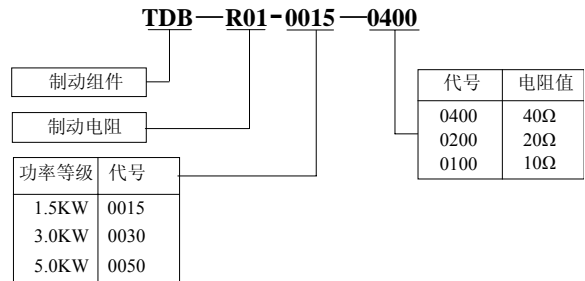 TDB—R01-0015—0400
制动组件
制动电阻
功率等级 代号
1.5KW 0015
3.0KW 0030
5.0KW 0050
代号 电阻值
0400 40Ω
0200 20Ω
0100 10Ω